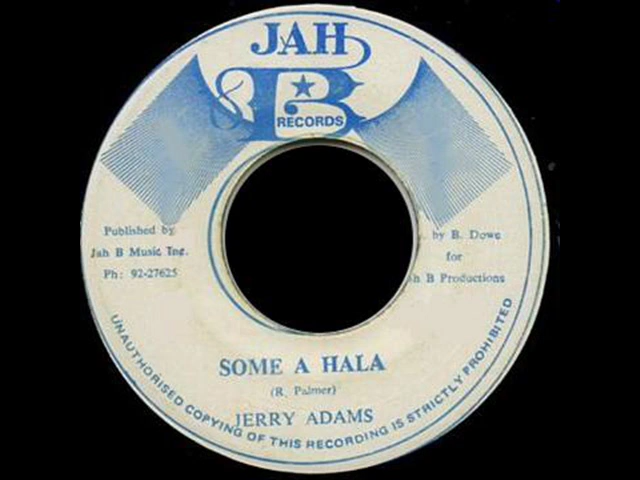 JAH
B
RECORDS
Published by
Jah B Music Ing.
Ph: 92-27625
by B. Dowe
for
B Productions
SOME A HALA
(R. Palmer)
JERRY ADAMS
UNAUTHORISED COPYING OF THIS RECORDING IS STRICTLY PROHIBITED